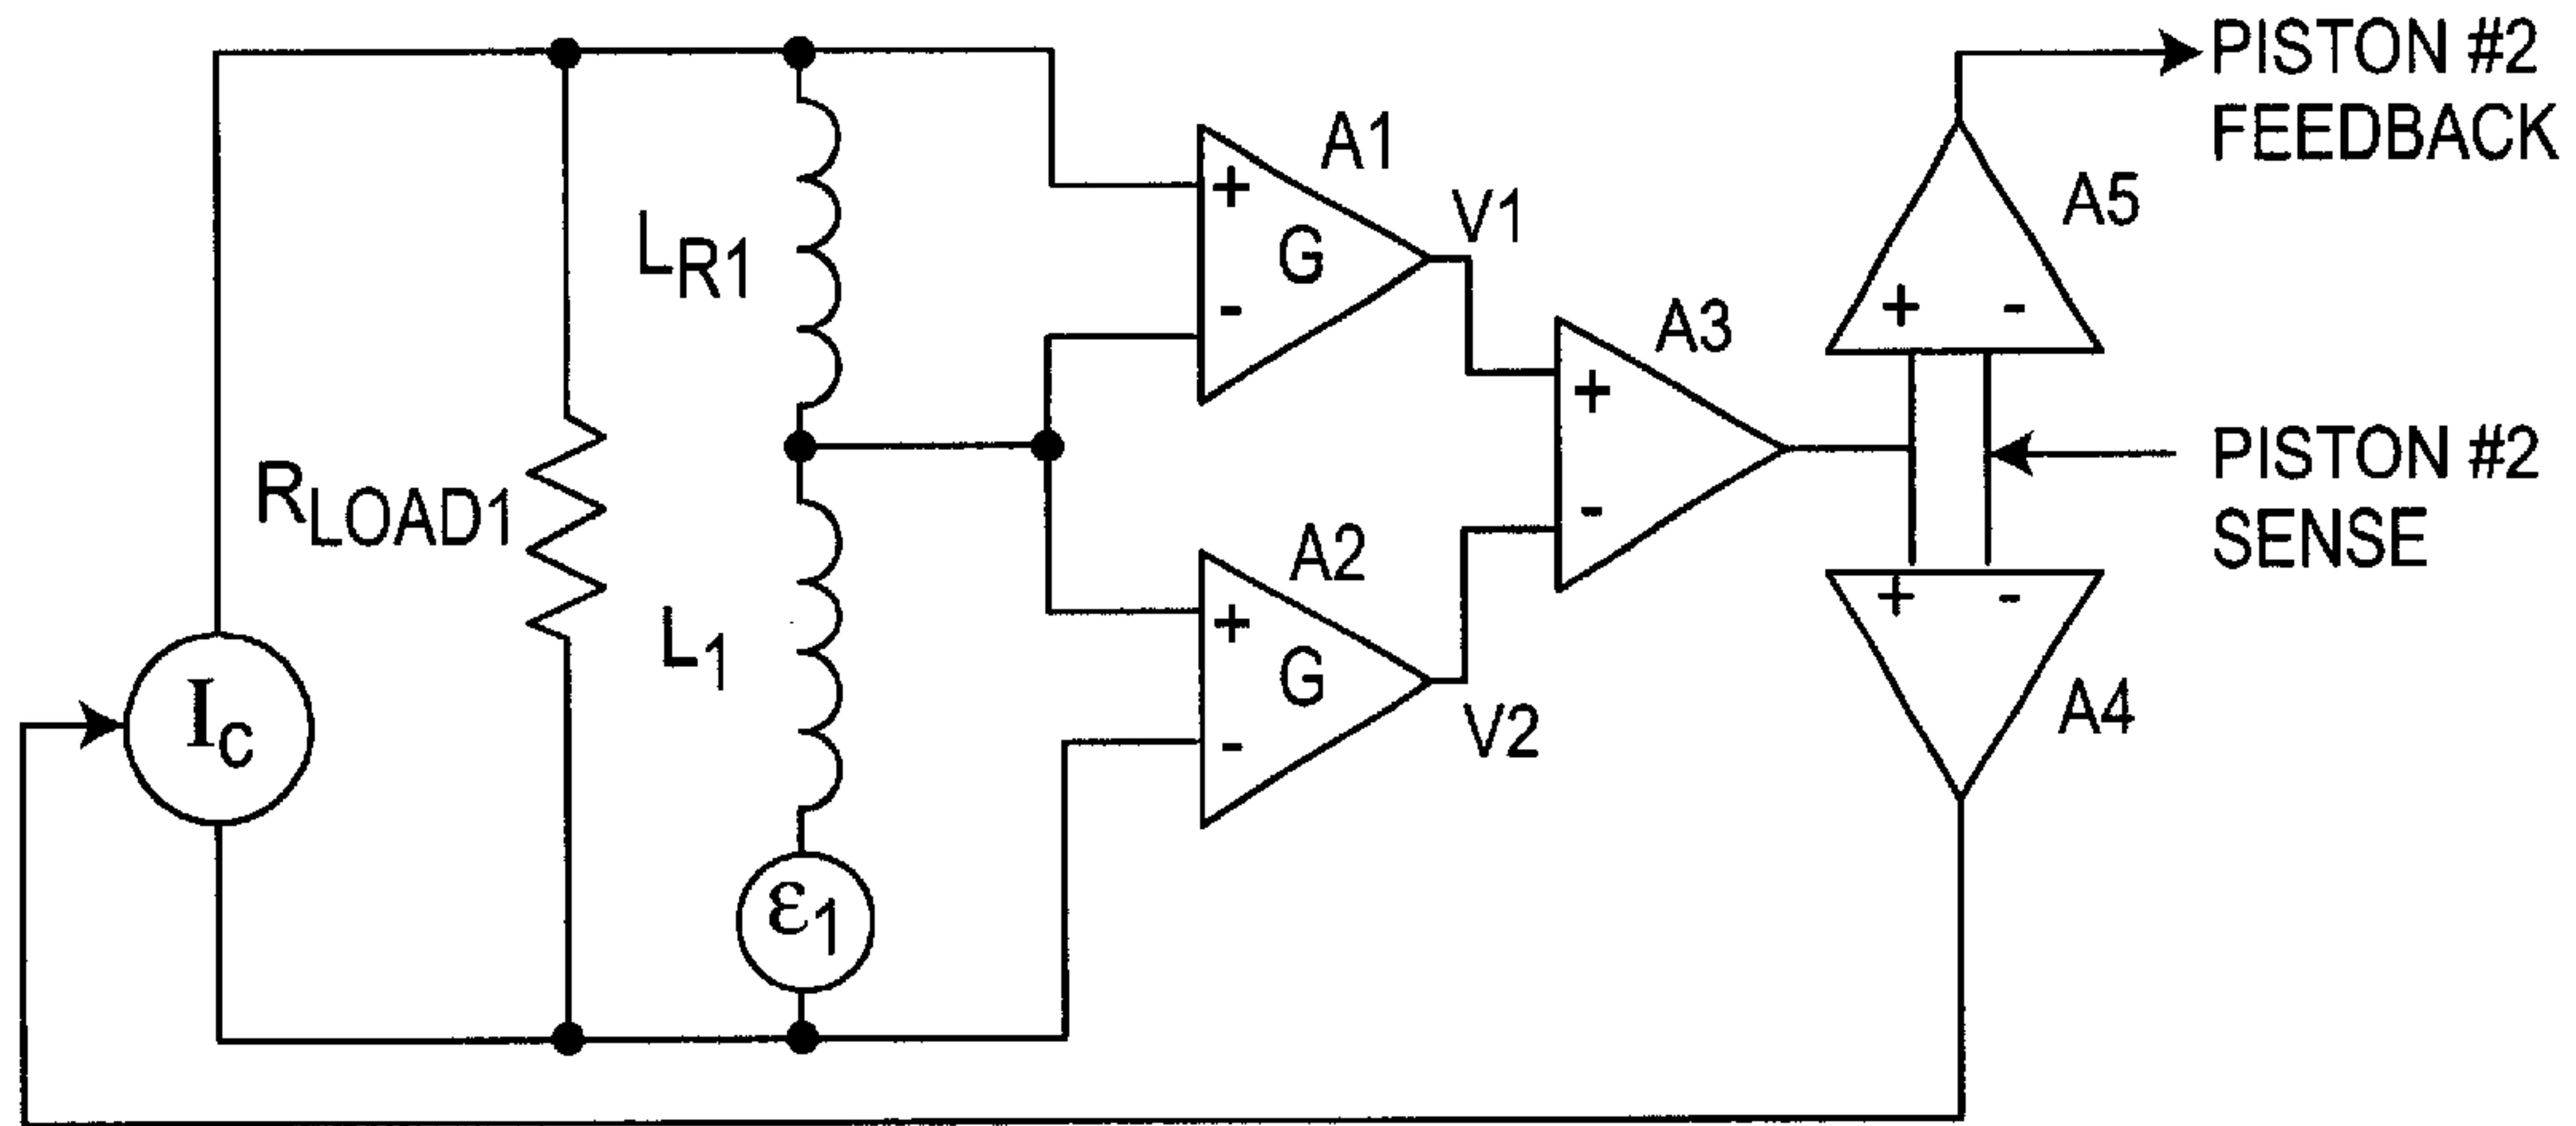 PISTON #2
FEEDBACK
A1
+
G
-
V1
A5
+ -
LR1
A3
+
-
RLOAD1
PISTON #2
SENSE
A2
+
G
-
V2
L1
+ -
A4
Ic
ε1